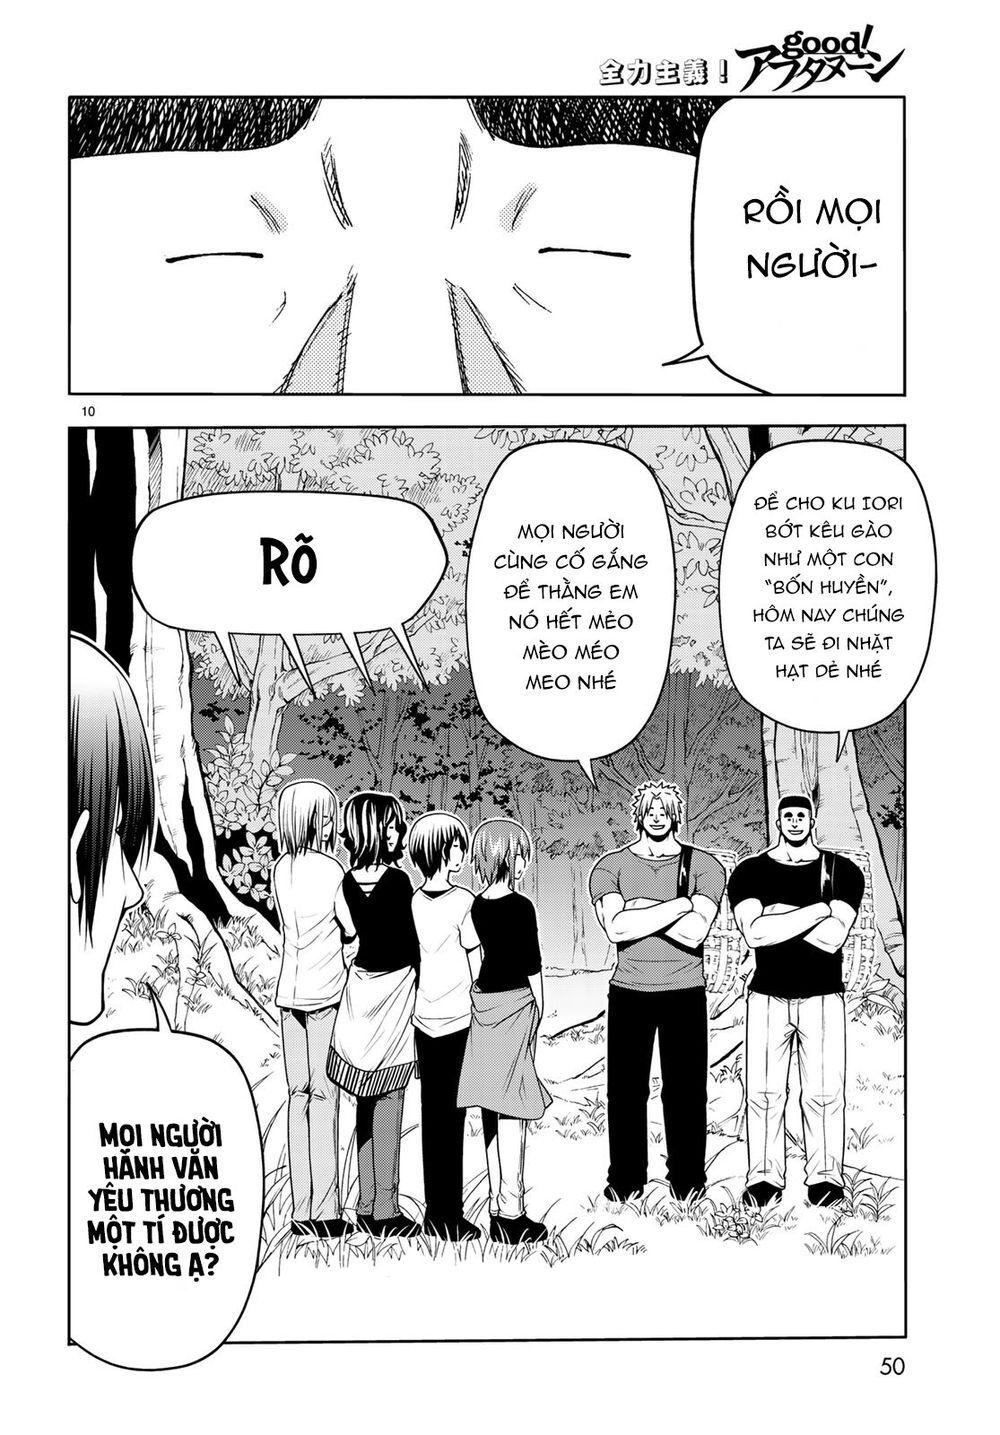 good!
アフタヌーン
全力主義!
RỒI MỌI
NGƯỜI-
10
ĐỂ CHO KU IORI
BỚT KÊU GÀO
NHƯ MỘT CON
"BỐN HUYỀN",
HÔM NAY CHÚNG
TA SẼ ĐI NHẶT
HẠT DẺ NHÉ
MỌI NGƯỜI
CÙNG CỐ GẮNG
ĐỂ THẰNG EM
NÓ HẾT MÈO
MÈO MÉO
MEO NHÉ
RÕ
MỌI NGƯỜI
HÀNH VĂN
YÊU THƯƠNG
MỘT TÍ ĐƯỢC
KHÔNG Ạ?
50